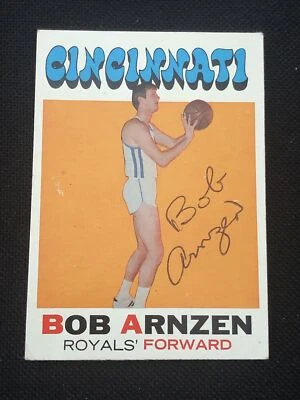 CINCINNATI
Bob
Arnzen
BOB ARNZEN
ROYALS' FORWARD